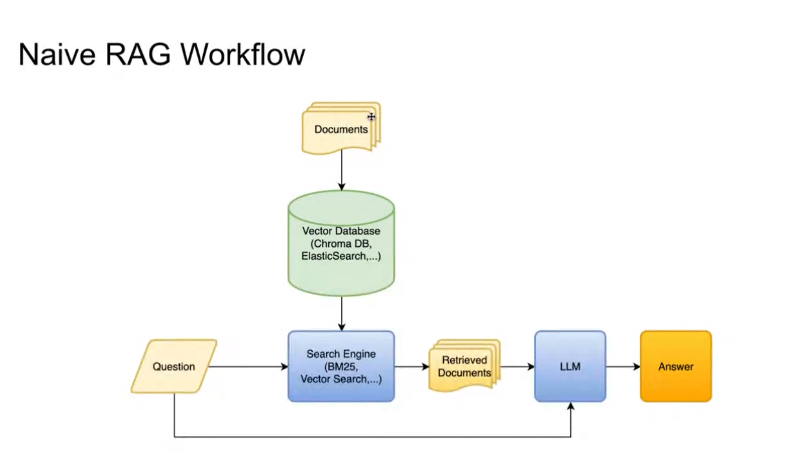 Naive RAG Workflow
Documents
Vector Database
(Chroma DB,
ElasticSearch,...)
Question
Search Engine
(BM25,
Vector Search,...)
Retrieved
Documents
LLM
Answer